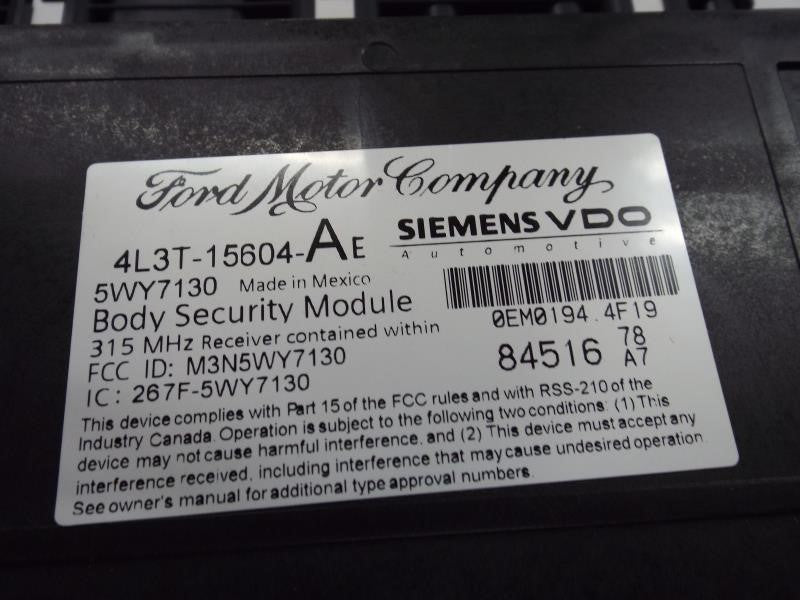 Ford Motor Company
4L3T-15604-AE
SIEMENS VDO
Automotive
5WY7130 Made in Mexico
Body Security Module
315 MHz Receiver contained within
FCC ID: M3N5WY7130
IC: 267F-5WY7130
0EM0194.4F19
84516 78
A7
This device complies with Part 15 of the FCC rules and with RSS-210 of the
Industry Canada. Operation is subject to the following two conditions: (1) This
device may not cause harmful interference, and (2) This device must accept any
interference received, including interference that may cause undesired operation.
See owner's manual for additional type approval numbers.